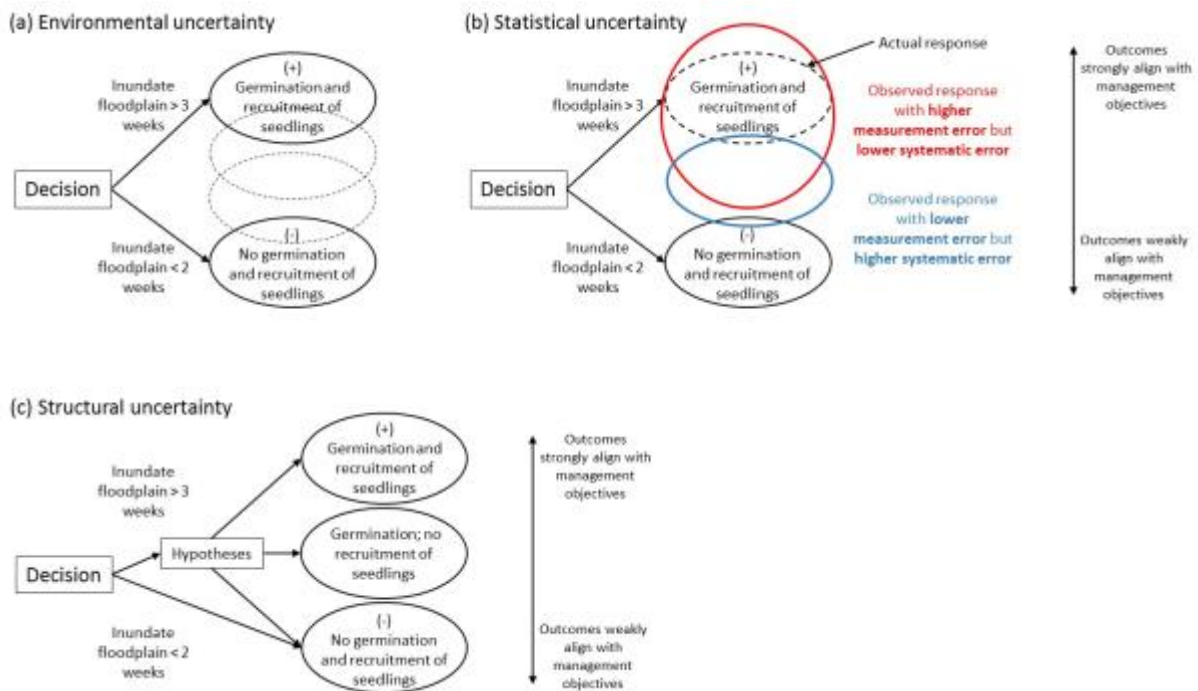 (a) Environmental uncertainty
Inundate
floodplain > 3
weeks
(+)
Germination and
recruitment of
seedlings
Decision
Inundate
floodplain < 2
weeks
(-)
No germination
and recruitment of
seedlings
(b) Statistical uncertainty
Inundate
floodplain > 3
weeks
(+)
Germination and
recruitment of
seedlings
Decision
Inundate
floodplain < 2
weeks
(-)
No germination
and recruitment of
seedlings
Actual response
Observed response
with higher
measurement error but
lower systematic error
Observed response
with lower
measurement error but
higher systematic error
Outcomes
strongly align with
management
objectives
Outcomes weakly
align with
management
objectives
(c) Structural uncertainty
Inundate
floodplain > 3
weeks
Decision
Hypotheses
Inundate
floodplain < 2
weeks
(+)
Germination and
recruitment of
seedlings
Germination; no
recruitment of
seedlings
(-)
No germination
and recruitment of
seedlings
Outcomes
strongly align with
management
objectives
Outcomes weakly
align with
management
objectives